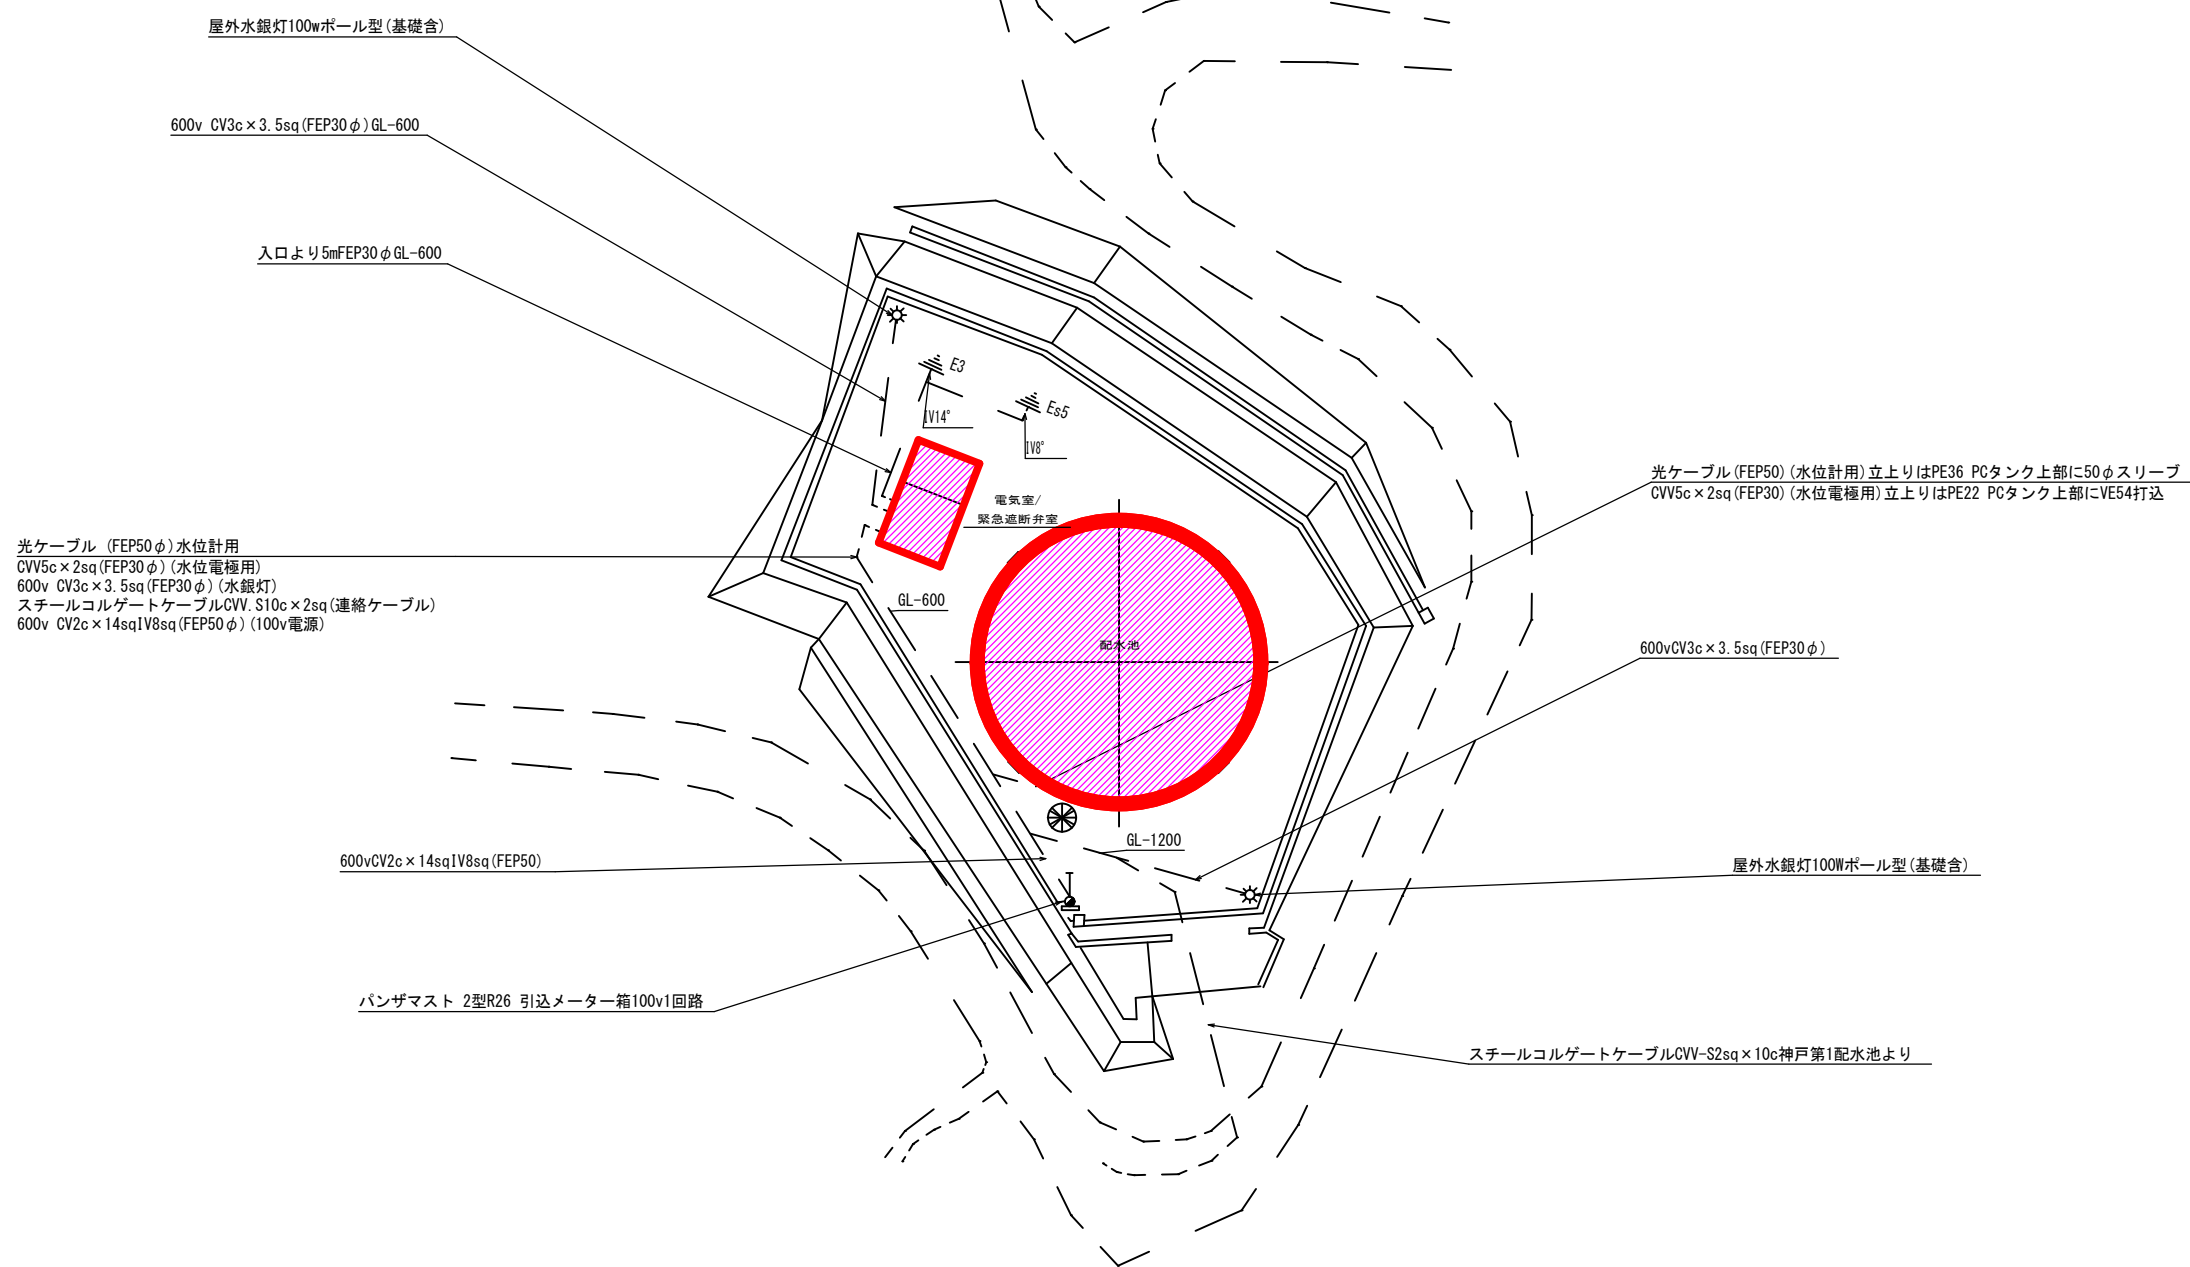 屋外水銀灯100wポール型(基礎含)
600v CV3c×3.5sq(FEP30φ)GL-600
入口より5mFEP30φGL-600
E3
Es5
IV14°
IV8°
電気室/
緊急遮断弁室
光ケーブル(FEP50)(水位計用)立上りはPE36 PCタンク上部に50φスリーブ
CVV5c×2sq(FEP30)(水位電極用)立上りはPE22 PCタンク上部にVE54打込
光ケーブル (FEP50φ)水位計用
CVV5c×2sq(FEP30φ)(水位電極用)
600v CV3c×3.5sq(FEP30φ)(水銀灯)
スチールコルゲートケーブルCVV.S10c×2sq(連絡ケーブル)
600v CV2c×14sqIV8sq(FEP50φ)(100v電源)
GL-600
配水池
600vCV3c×3.5sq(FEP30φ)
GL-1200
600vCV2c×14sqIV8sq(FEP50)
屋外水銀灯100Wポール型(基礎含)
パンザマスト 2型R26 引込メーター箱100v1回路
スチールコルゲートケーブルCVV-S2sq×10c神戸第1配水池より